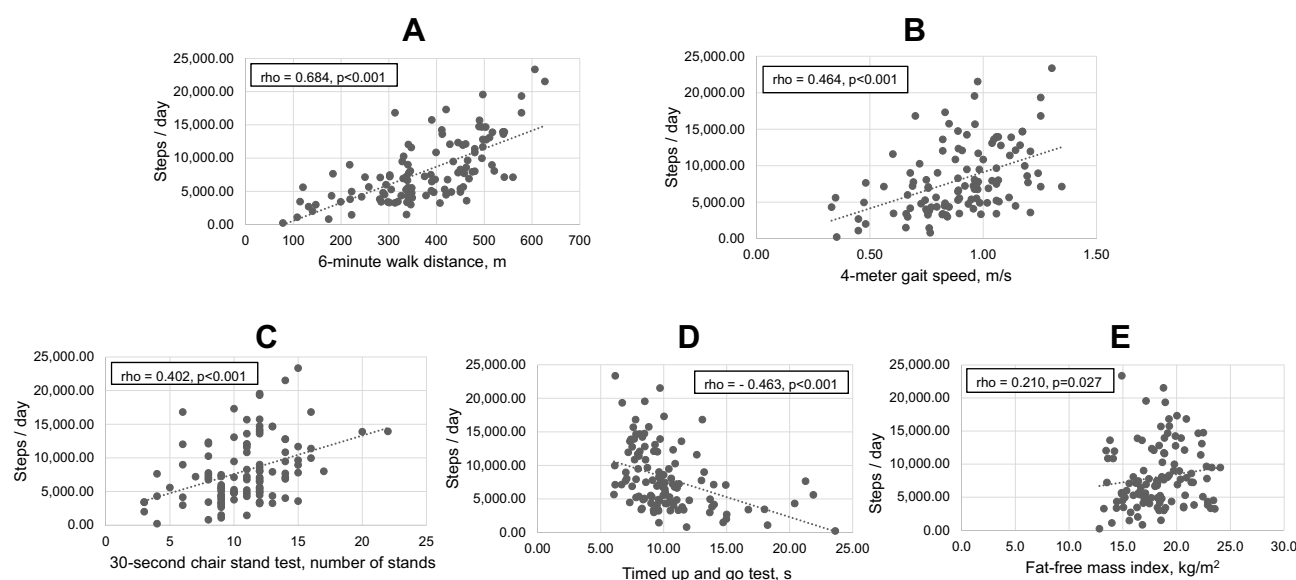 A
25,000.00
20,000.00
15,000.00
10,000.00
5,000.00
0.00
Steps / day
rho = 0.684, p<0.001
0 100 200 300 400 500 600 700
6-minute walk distance, m
B
25,000.00
20,000.00
15,000.00
10,000.00
5,000.00
0.00
Steps / day
rho = 0.464, p<0.001
0.00 0.50 1.00 1.50
4-meter gait speed, m/s
C
25,000.00
20,000.00
15,000.00
10,000.00
5,000.00
0.00
Steps / day
rho = 0.402, p<0.001
0 5 10 15 20 25
30-second chair stand test, number of stands
D
25,000.00
20,000.00
15,000.00
10,000.00
5,000.00
0.00
Steps / day
rho = - 0.463, p<0.001
0.00 5.00 10.00 15.00 20.00 25.00
Timed up and go test, s
E
25,000.00
20,000.00
15,000.00
10,000.00
5,000.00
0.00
Steps / day
rho = 0.210, p=0.027
0.0 5.0 10.0 15.0 20.0 25.0 30.0
Fat-free mass index, kg/m²